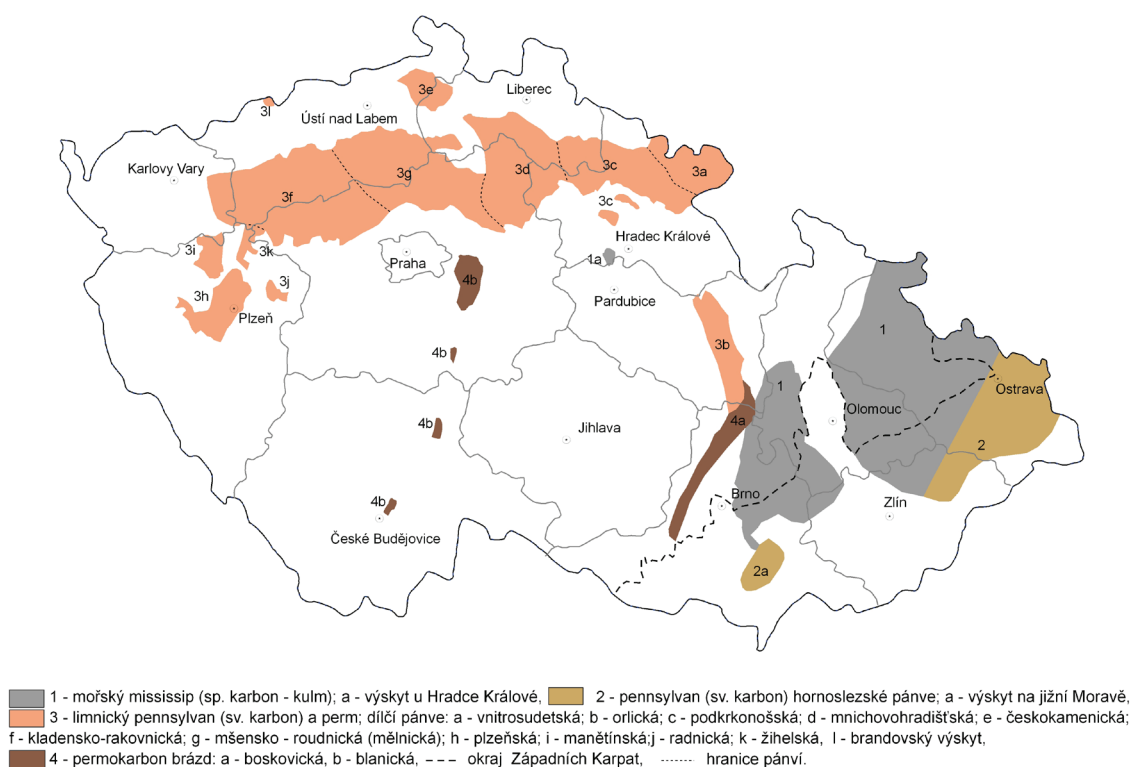 3e
Liberec
3l
Ústí nad Labem
Karlovy Vary
3g
3d
3c
3a
3f
3c
Hradec Králové
3i
3k
Praha
1a
4b
3j
Pardubice
3h
Plzeň
1
3b
4b
1
Ostrava
4b
Jihlava
4a
Olomouc
2
4b
Brno
Zlín
České Budějovice
2a
1 - mořský mississip (sp. karbon - kulm); a - výskyt u Hradce Králové, 2 - pennsylvan (sv. karbon) hornoslezské pánve; a - výskyt na jižní Moravě,
3 - limnický pennsylvan (sv. karbon) a perm; dílčí pánve: a - vnitrosudetská; b - orlická; c - podkrkonošská; d - mnichovohradišťská; e - českokamenická;
f - kladensko-rakovnická; g - mšensko - roudnická (mělnická); h - plzeňská; i - manětínská;j - radnická; k - žihelská, l - brandovský výskyt,
4 - permokarbon brázd: a - boskovická, b - blanická, okraj Západních Karpat, hranice pánví.